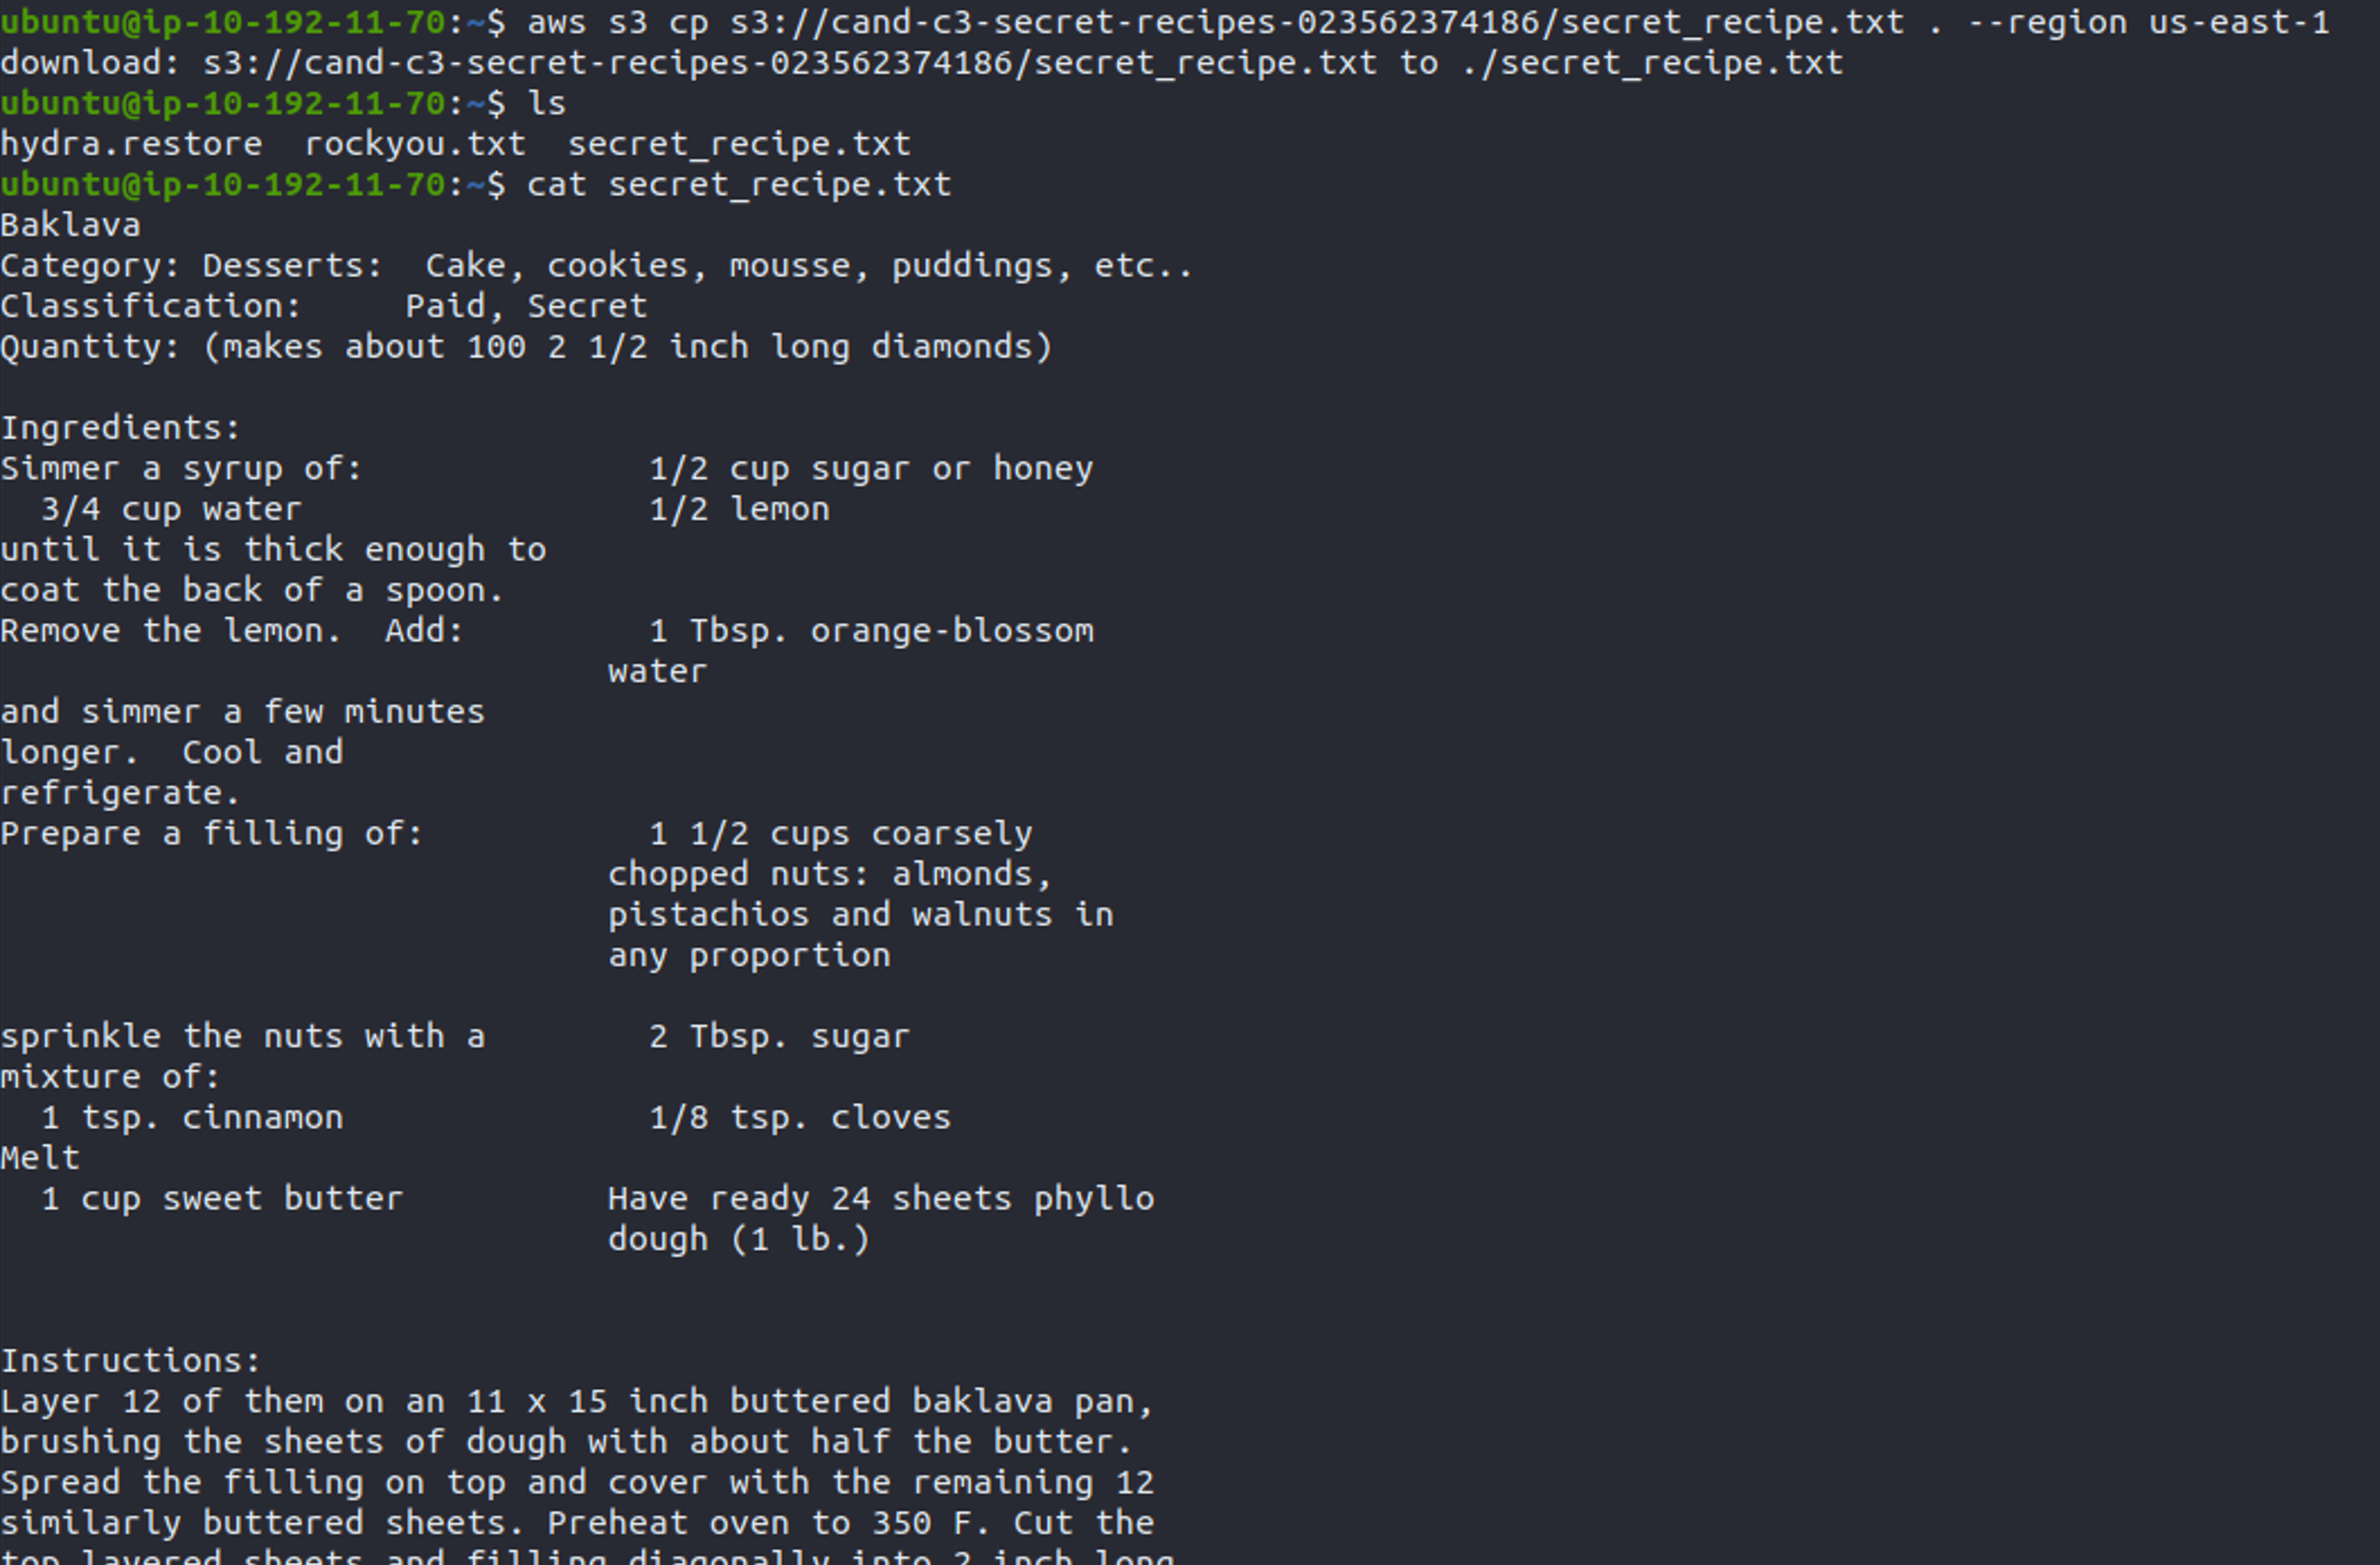 ubuntu@ip-10-192-11-70:~$ aws s3 cp s3://cand-c3-secret-recipes-023562374186/secret_recipe.txt . --region us-east-1
download: s3://cand-c3-secret-recipes-023562374186/secret_recipe.txt to ./secret_recipe.txt
ubuntu@ip-10-192-11-70:~$ ls
hydra.restore  rockyou.txt  secret_recipe.txt
ubuntu@ip-10-192-11-70:~$ cat secret_recipe.txt
Baklava
Category: Desserts:  Cake, cookies, mousse, puddings, etc..
Classification:     Paid, Secret
Quantity: (makes about 100 2 1/2 inch long diamonds)

Ingredients:
Simmer a syrup of:              1/2 cup sugar or honey
  3/4 cup water                 1/2 lemon
until it is thick enough to
coat the back of a spoon.
Remove the lemon.  Add:         1 Tbsp. orange-blossom
                              water
and simmer a few minutes
longer.  Cool and
refrigerate.
Prepare a filling of:           1 1/2 cups coarsely
                              chopped nuts: almonds,
                              pistachios and walnuts in
                              any proportion

sprinkle the nuts with a        2 Tbsp. sugar
mixture of:
  1 tsp. cinnamon               1/8 tsp. cloves
Melt
  1 cup sweet butter          Have ready 24 sheets phyllo
                              dough (1 lb.)

Instructions:
Layer 12 of them on an 11 x 15 inch buttered baklava pan,
brushing the sheets of dough with about half the butter.
Spread the filling on top and cover with the remaining 12
similarly buttered sheets. Preheat oven to 350 F. Cut the
top layered sheets and filling diagonally into 2 inch long